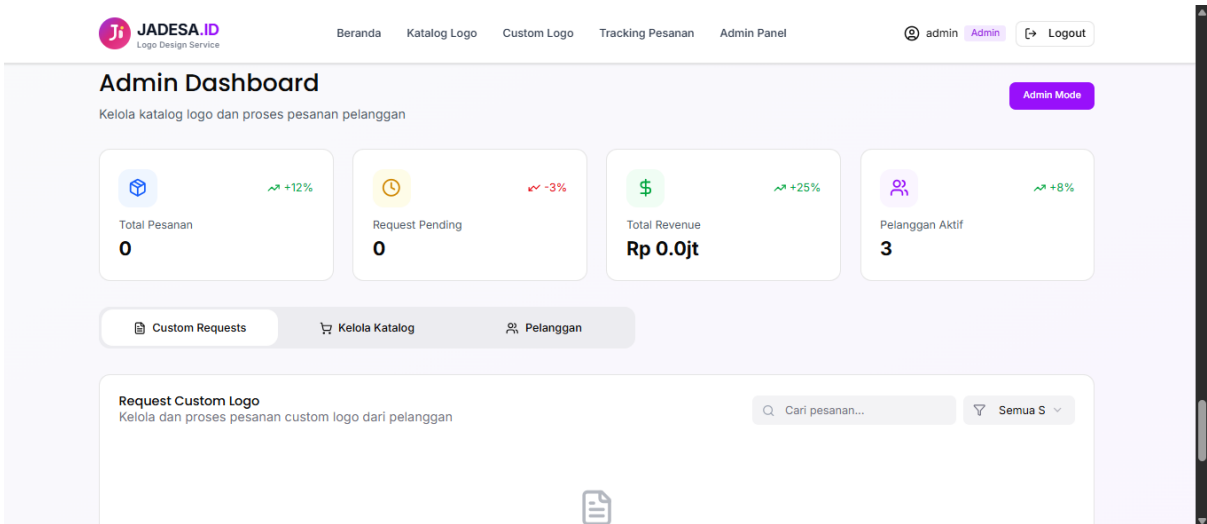 Ji JADESA.ID
Logo Design Service
Beranda Katalog Logo Custom Logo Tracking Pesanan Admin Panel
admin Admin Logout
Admin Dashboard
Kelola katalog logo dan proses pesanan pelanggan
Admin Mode
+12%
Total Pesanan
0
-3%
Request Pending
0
+25%
Total Revenue
Rp 0.0jt
+8%
Pelanggan Aktif
3
Custom Requests Kelola Katalog Pelanggan
Request Custom Logo
Kelola dan proses pesanan custom logo dari pelanggan
Cari pesanan...
Semua S